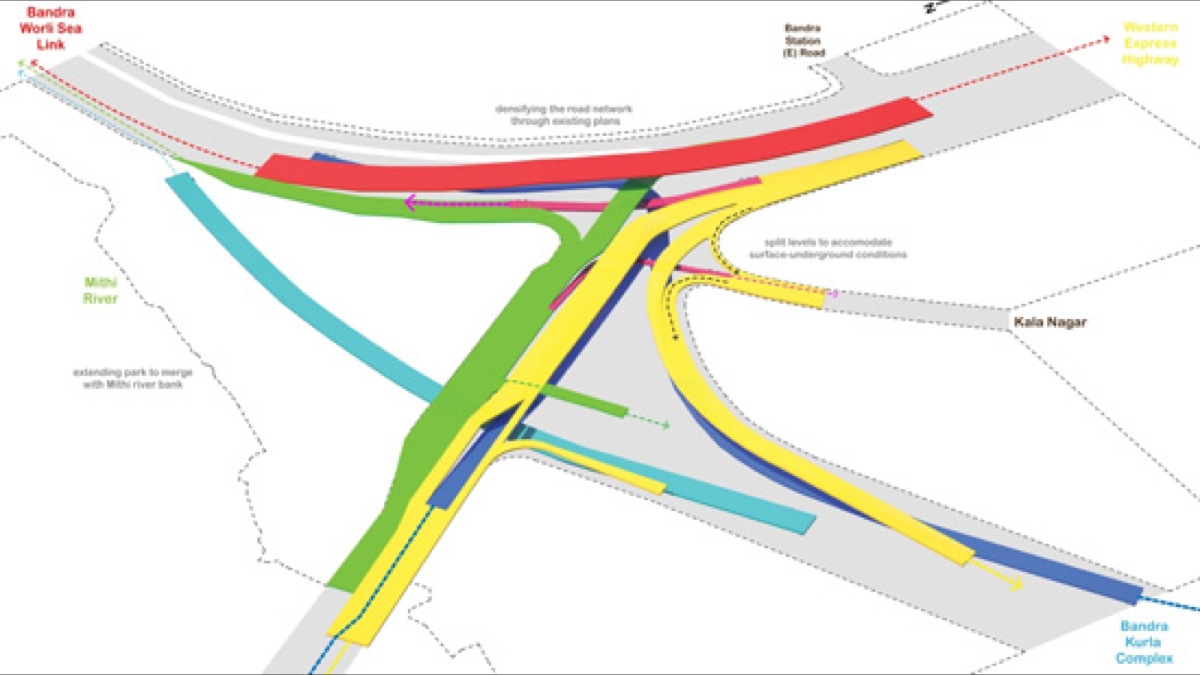 Bandra
Worli Sea
Link
Bandra
Station
(E) Road
Western
Express
Highway
densifying the road network
through existing plans
split levels to accomodate
surface-underground conditions
Mithi
River
Kala Nagar
extending park to merge
with Mithi river bank
Bandra
Kurla
Complex